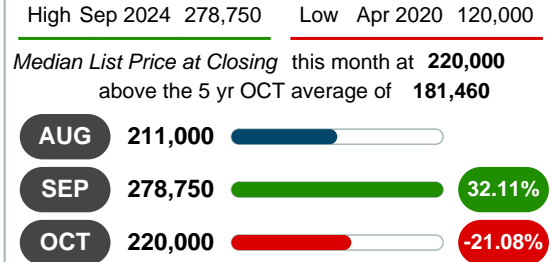 High Sep 2024 278,750 Low Apr 2020 120,000
Median List Price at Closing this month at 220,000
above the 5 yr OCT average of 181,460
AUG 211,000
SEP 278,750 32.11%
OCT 220,000 -21.08%